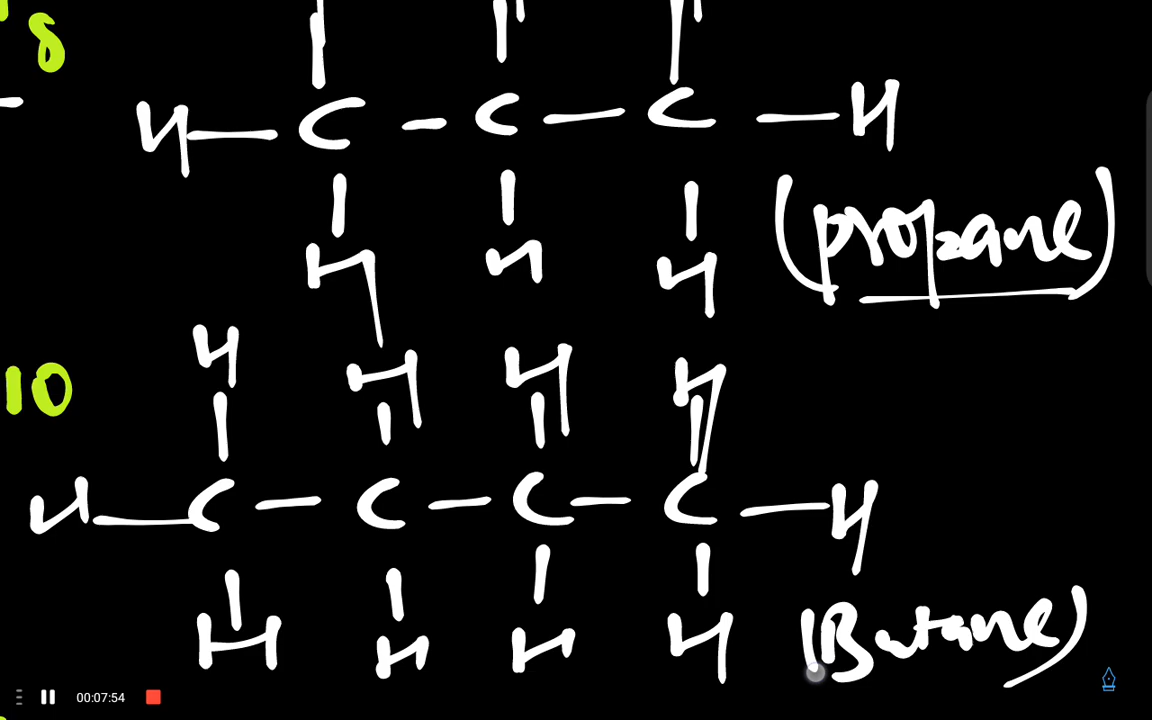 8
H — C - C — C — H
H H H
(propane)
H H H H
10
H — C — C — C — C — H
H H H H
(Butane)
00:07:54